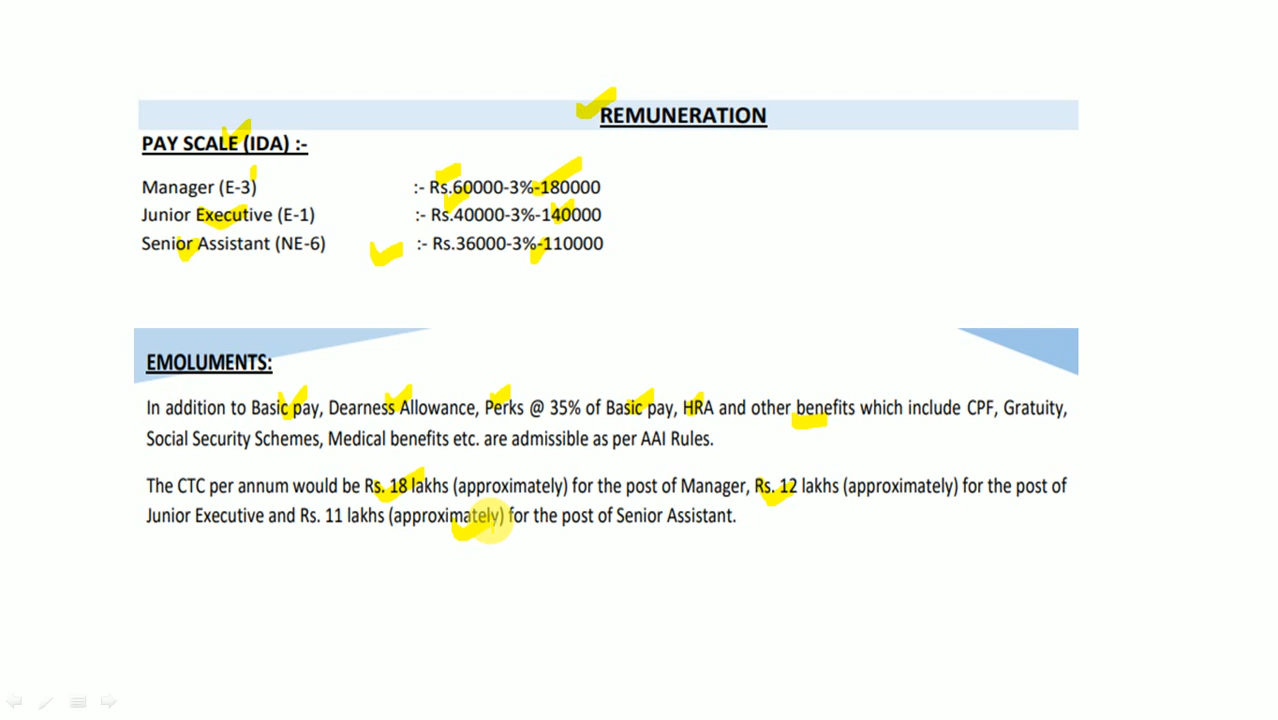 REMUNERATION
PAY SCALE (IDA) :-
Manager (E-3) :- Rs.60000-3%-180000
Junior Executive (E-1) :- Rs.40000-3%-140000
Senior Assistant (NE-6) :- Rs.36000-3%-110000
EMOLUMENTS:
In addition to Basic pay, Dearness Allowance, Perks @ 35% of Basic pay, HRA and other benefits which include CPF, Gratuity,
Social Security Schemes, Medical benefits etc. are admissible as per AAI Rules.
The CTC per annum would be Rs. 18 lakhs (approximately) for the post of Manager, Rs. 12 lakhs (approximately) for the post of
Junior Executive and Rs. 11 lakhs (approximately) for the post of Senior Assistant.